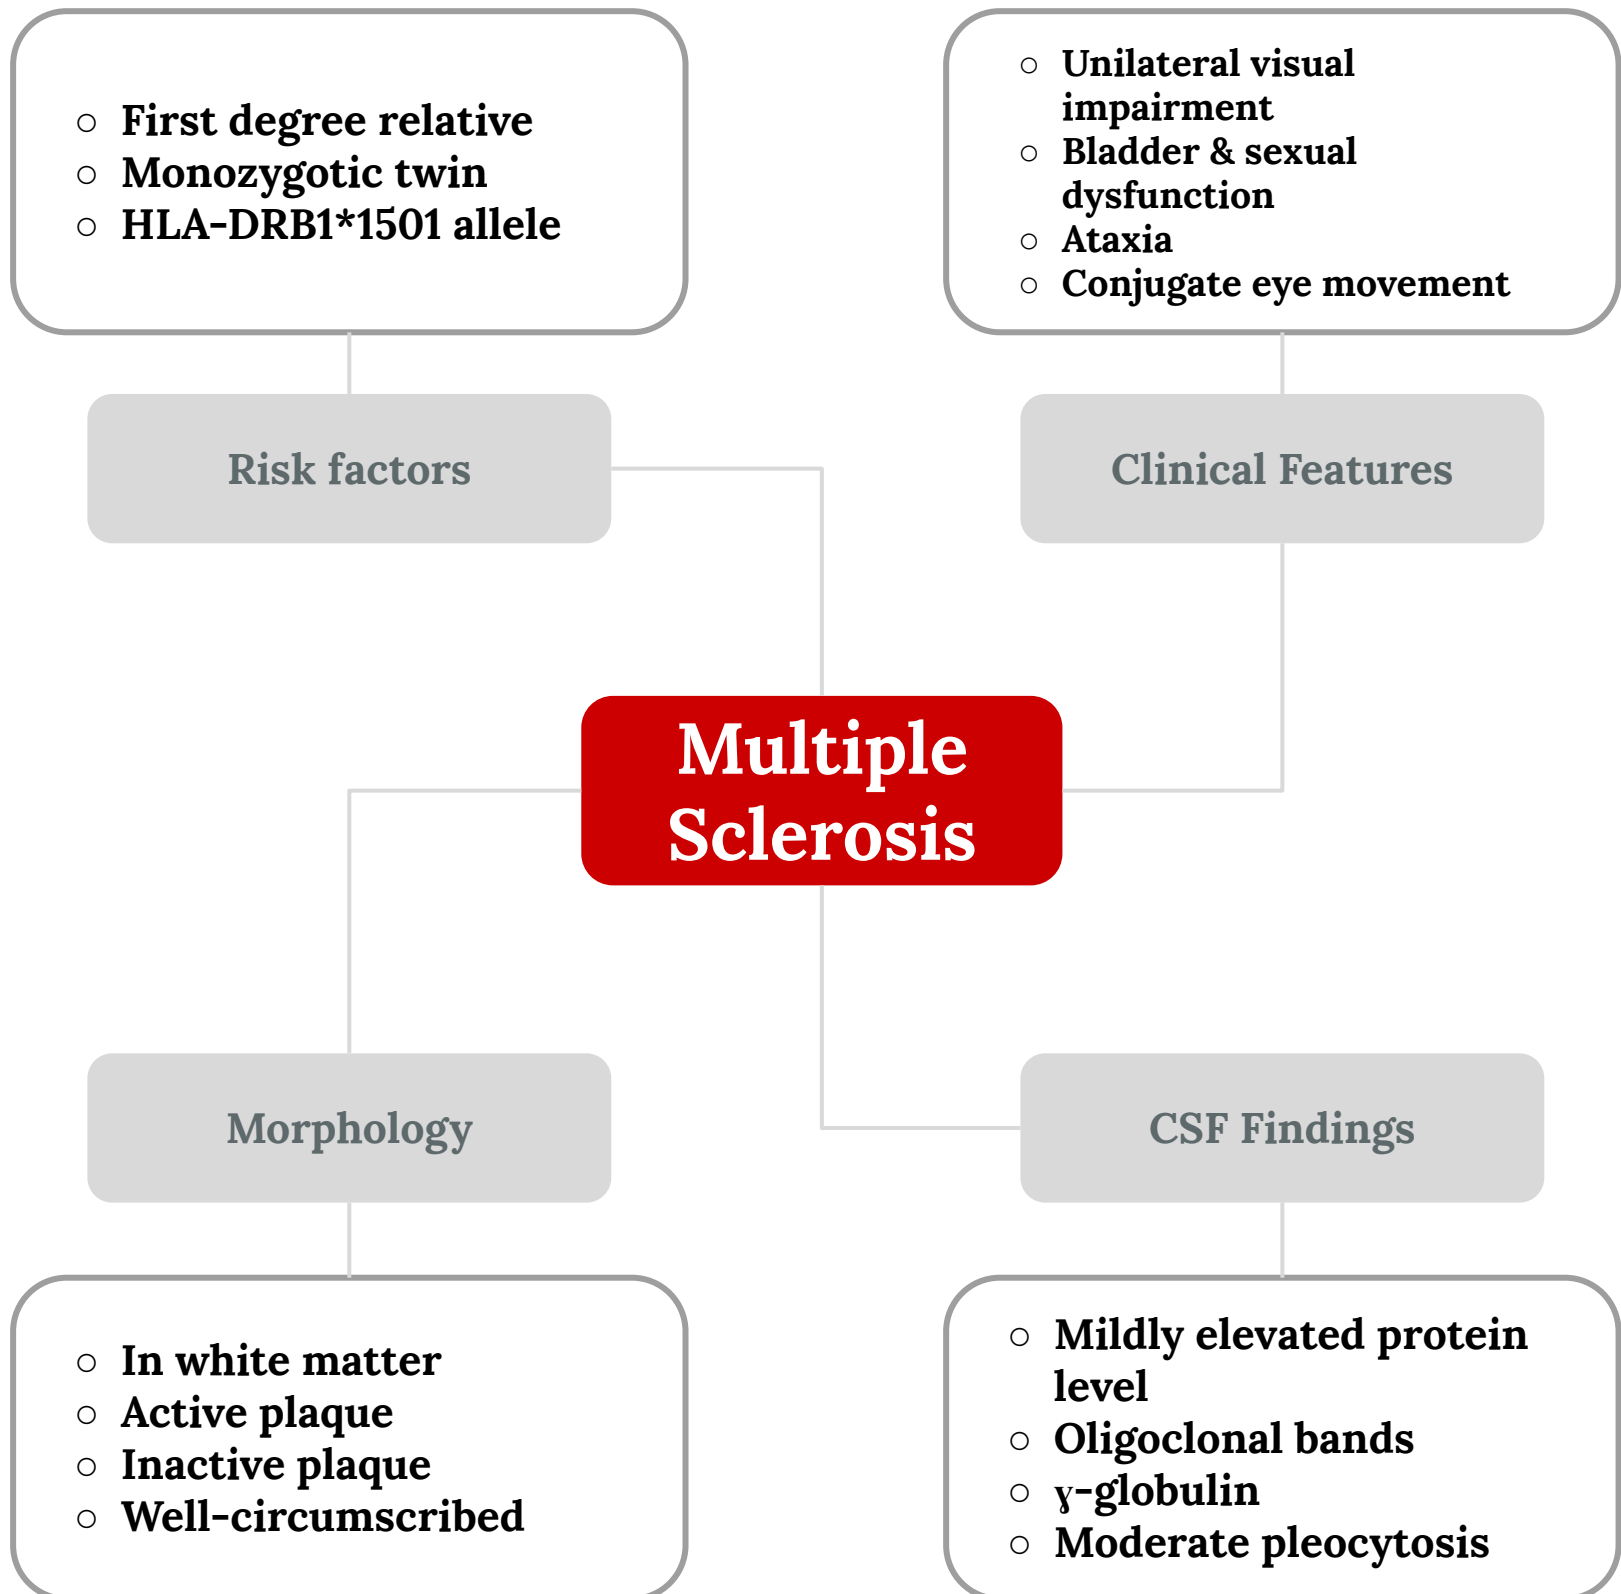 ○ First degree relative
○ Monozygotic twin
○ HLA-DRB1*1501 allele
○ Unilateral visual
impairment
○ Bladder & sexual
dysfunction
○ Ataxia
○ Conjugate eye movement
Risk factors
Clinical Features
Multiple
Sclerosis
Morphology
CSF Findings
○ In white matter
○ Active plaque
○ Inactive plaque
○ Well-circumscribed
○ Mildly elevated protein
level
○ Oligoclonal bands
○ ɣ-globulin
○ Moderate pleocytosis